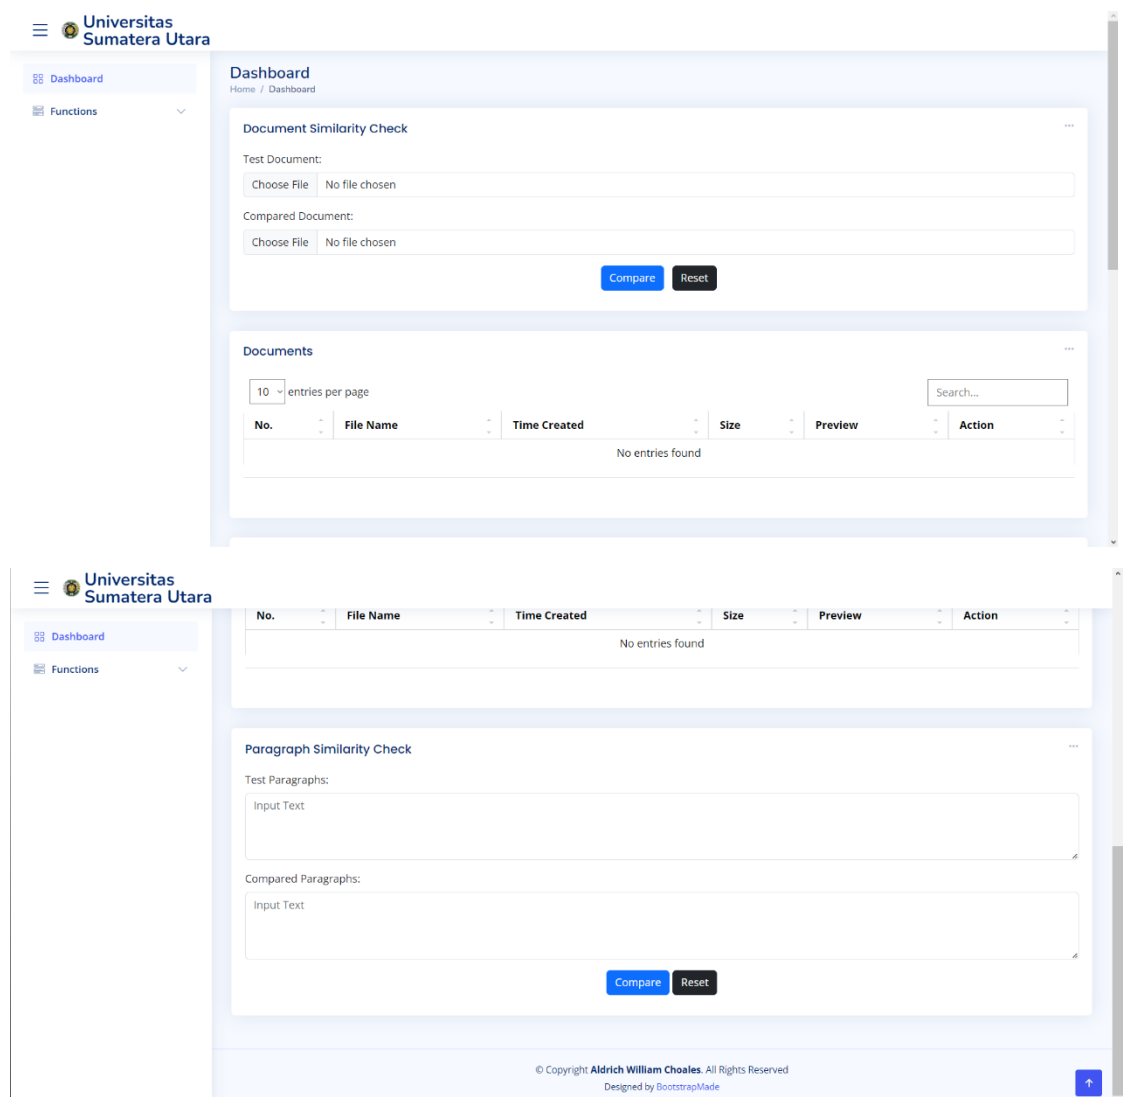 Universitas
Sumatera Utara
Dashboard
Functions
Dashboard
Home / Dashboard
Document Similarity Check
Test Document:
Choose File No file chosen
Compared Document:
Choose File No file chosen
Compare Reset
Documents
10 entries per page Search...
No. File Name Time Created Size Preview Action
No entries found
Universitas
Sumatera Utara
Dashboard
Functions
No. File Name Time Created Size Preview Action
No entries found
Paragraph Similarity Check
Test Paragraphs:
Input Text
Compared Paragraphs:
Input Text
Compare Reset
© Copyright Aldrich William Choales. All Rights Reserved
Designed by BootstrapMade